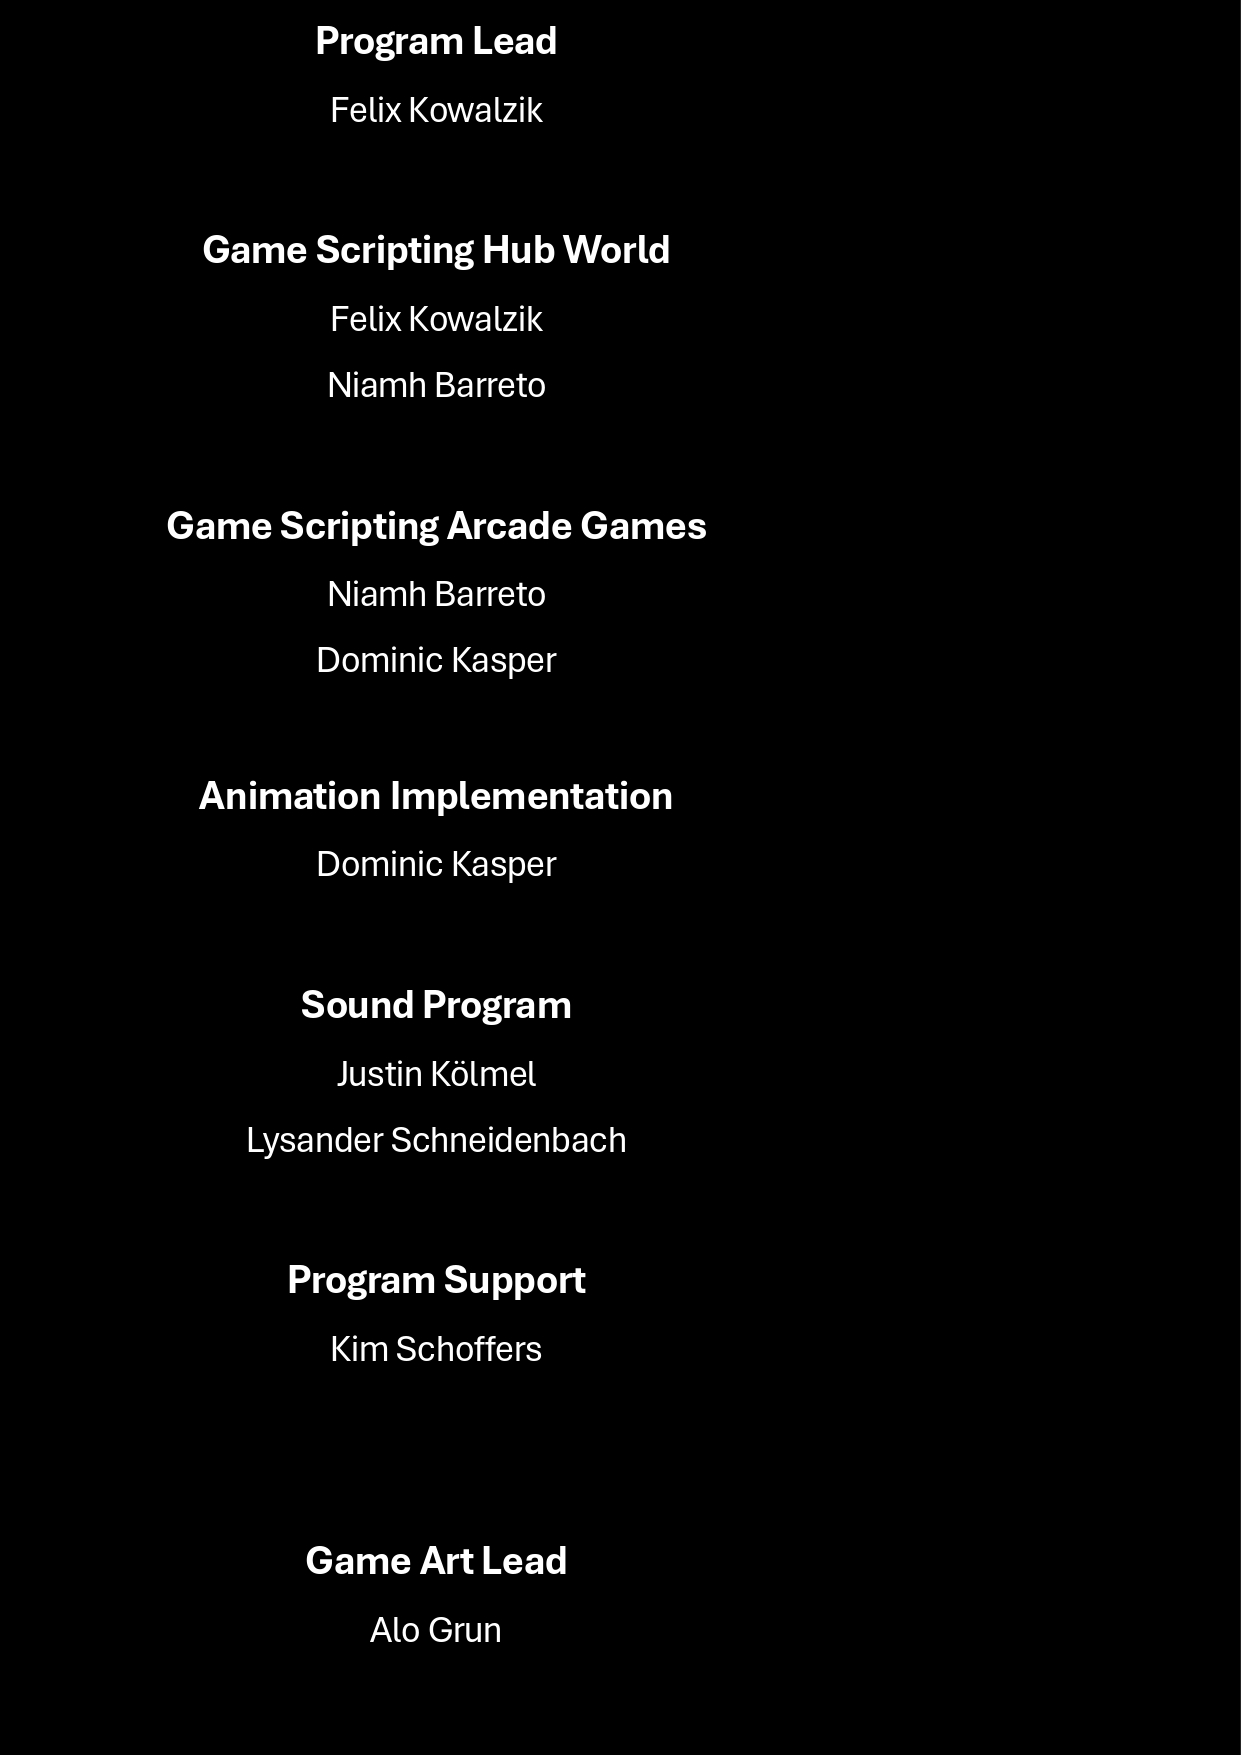 Program Lead
Felix Kowalzik
Game Scripting Hub World
Felix Kowalzik
Niamh Barreto
Game Scripting Arcade Games
Niamh Barreto
Dominic Kasper
Animation Implementation
Dominic Kasper
Sound Program
Justin Kölmel
Lysander Schneidenbach
Program Support
Kim Schoffers
Game Art Lead
Alo Grun